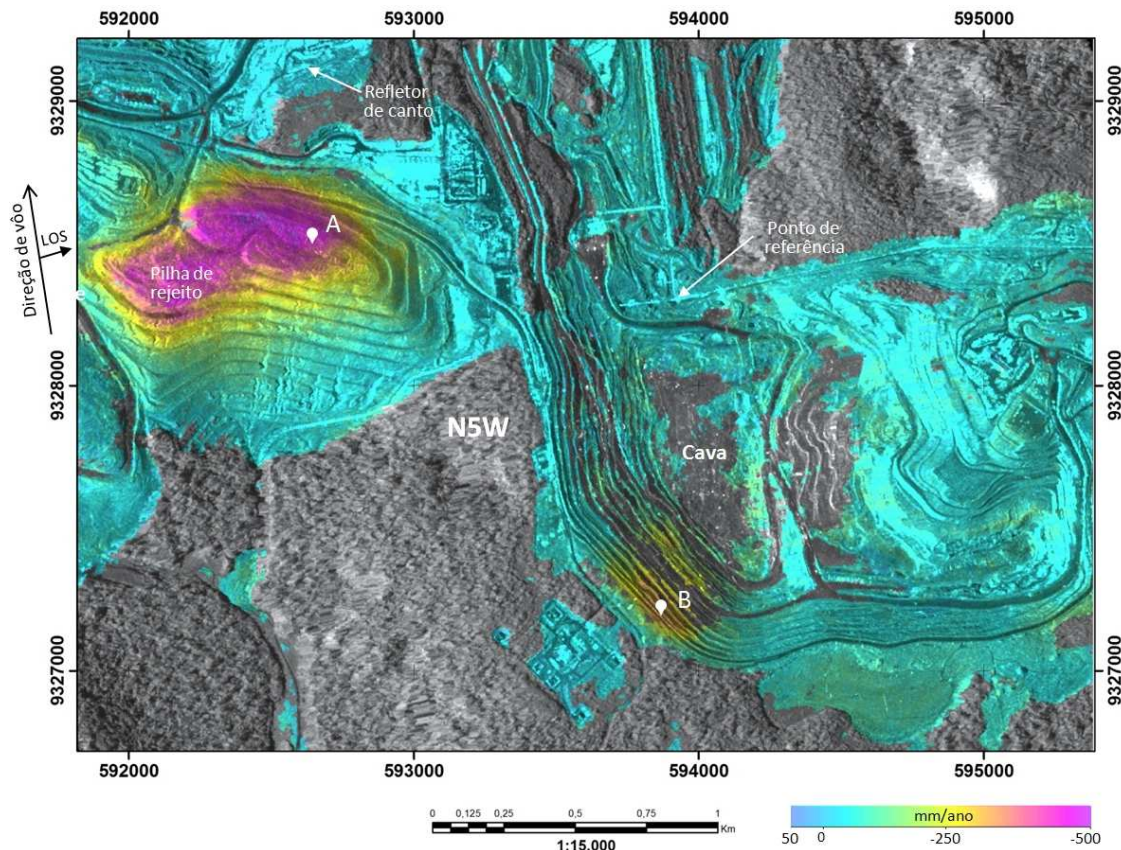 592000 593000 594000 595000
9329000
9329000
Refletor
de canto
Direção de vôo
LOS
A
Ponto de
referência
Pilha de
rejeito
9328000
9328000
N5W
Cava
B
9327000
9327000
592000 593000 594000 595000
0 0,125 0,25 0,5 0,75 1
Km
1:15.000
mm/ano
50 0 -250 -500